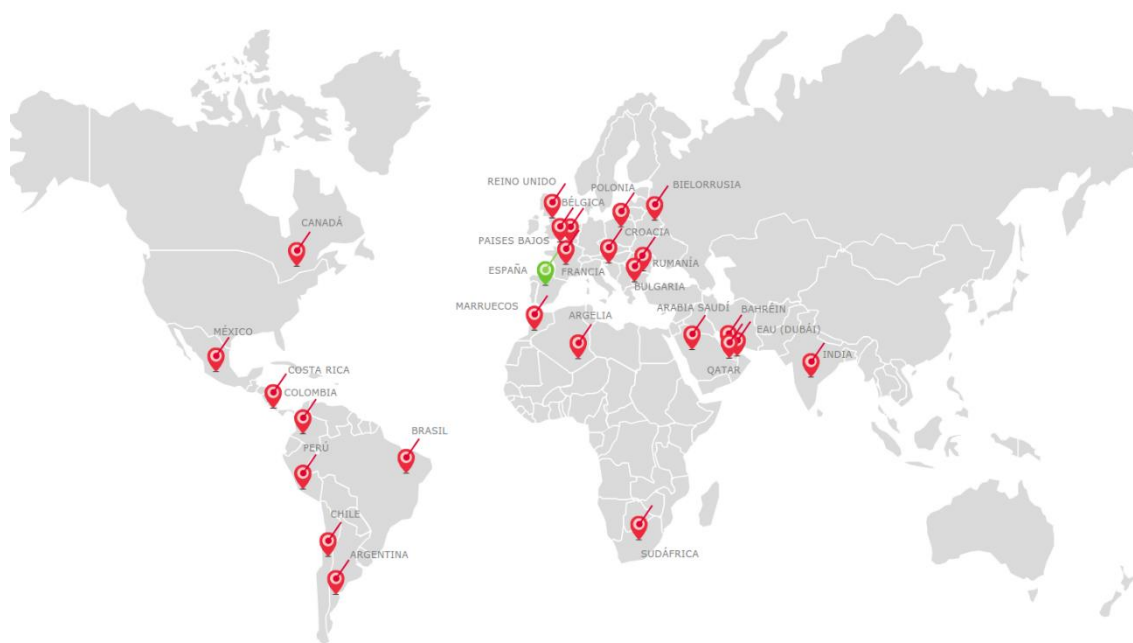 REINO UNIDO
POLONIA
BIELORRUSIA
BÉLGICA
CANADÁ
CROACIA
PAISES BAJOS
RUMANÍA
ESPAÑA
FRANCIA
BULGARIA
MARRUECOS
ARGELIA
ARABIA SAUDÍ
BAHRÉIN
EAU (DUBÁI)
MÉXICO
INDIA
COSTA RICA
QATAR
COLOMBIA
BRASIL
PERÚ
CHILE
ARGENTINA
SUDÁFRICA